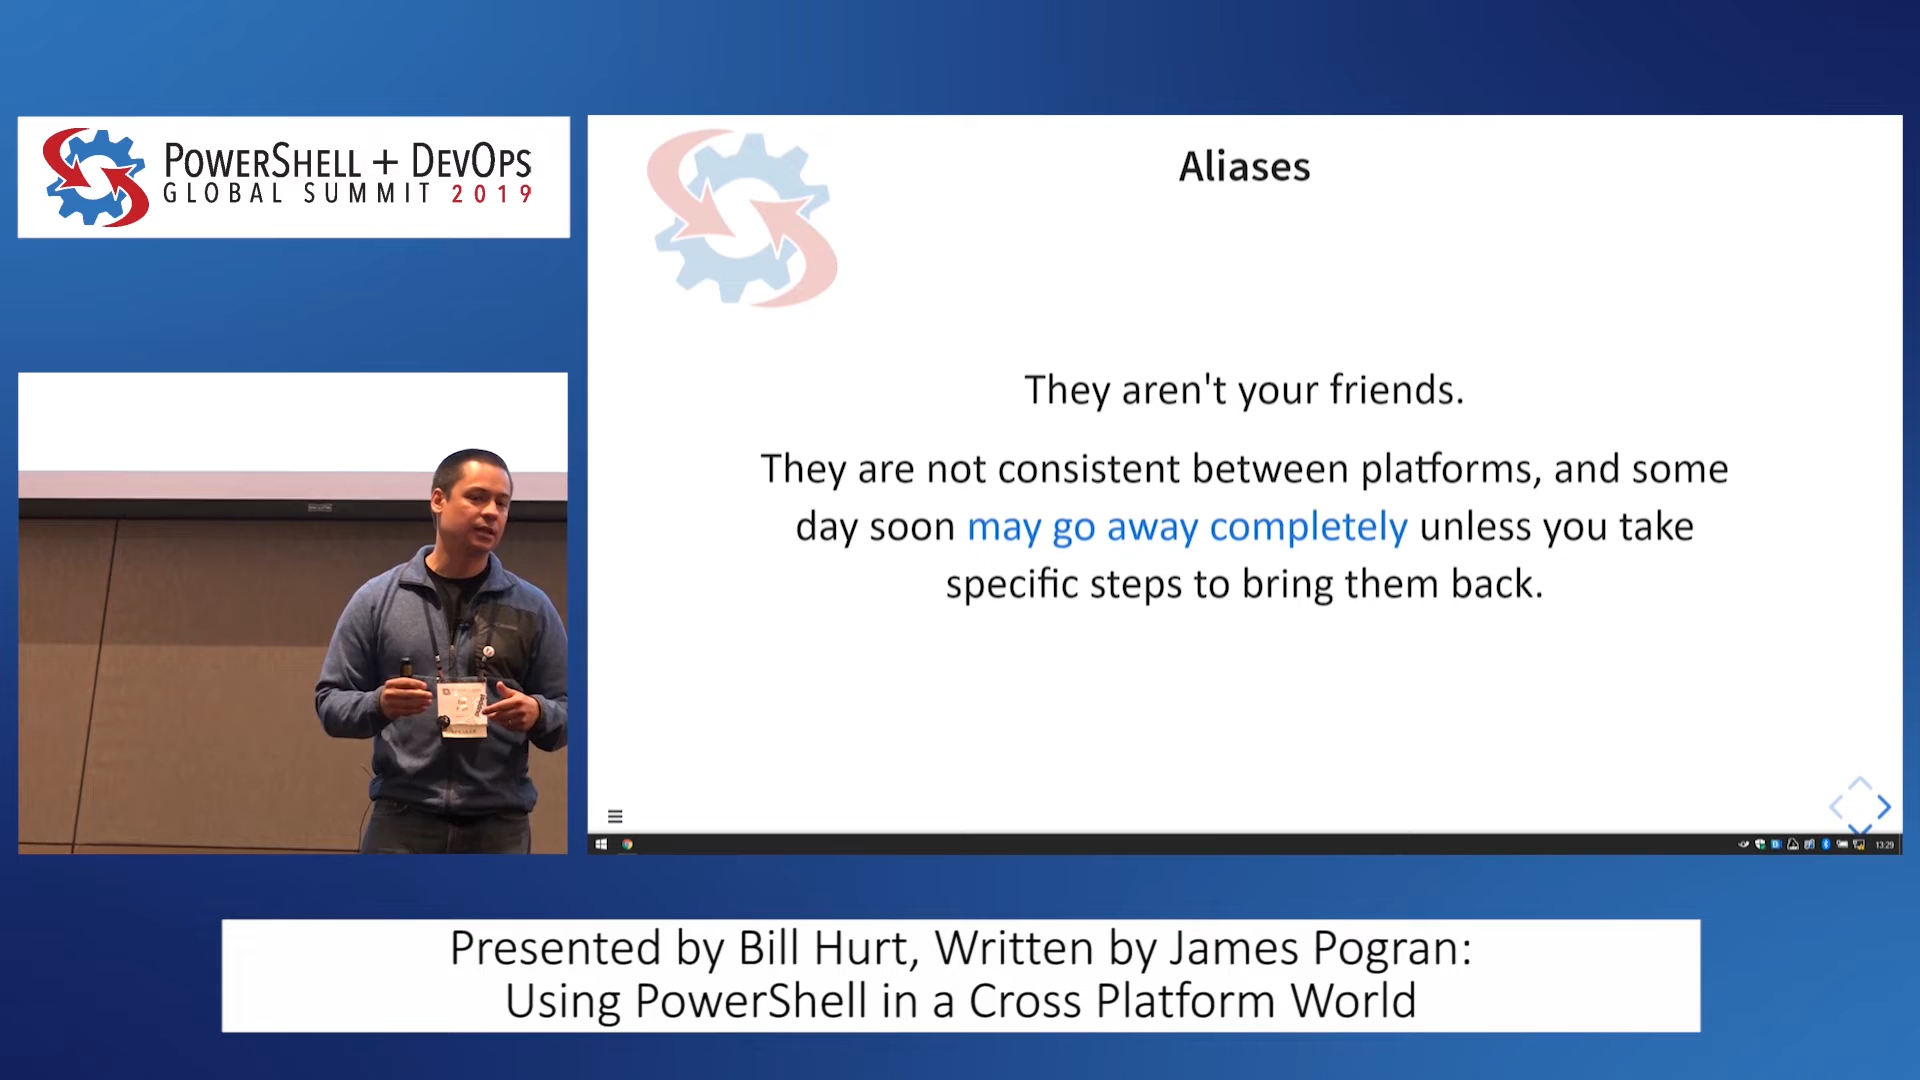 POWERSHELL + DEVOPS
GLOBAL SUMMIT 2019
Aliases
They aren't your friends.
They are not consistent between platforms, and some
day soon may go away completely unless you take
specific steps to bring them back.
13:29
Presented by Bill Hurt, Written by James Pogran:
Using PowerShell in a Cross Platform World